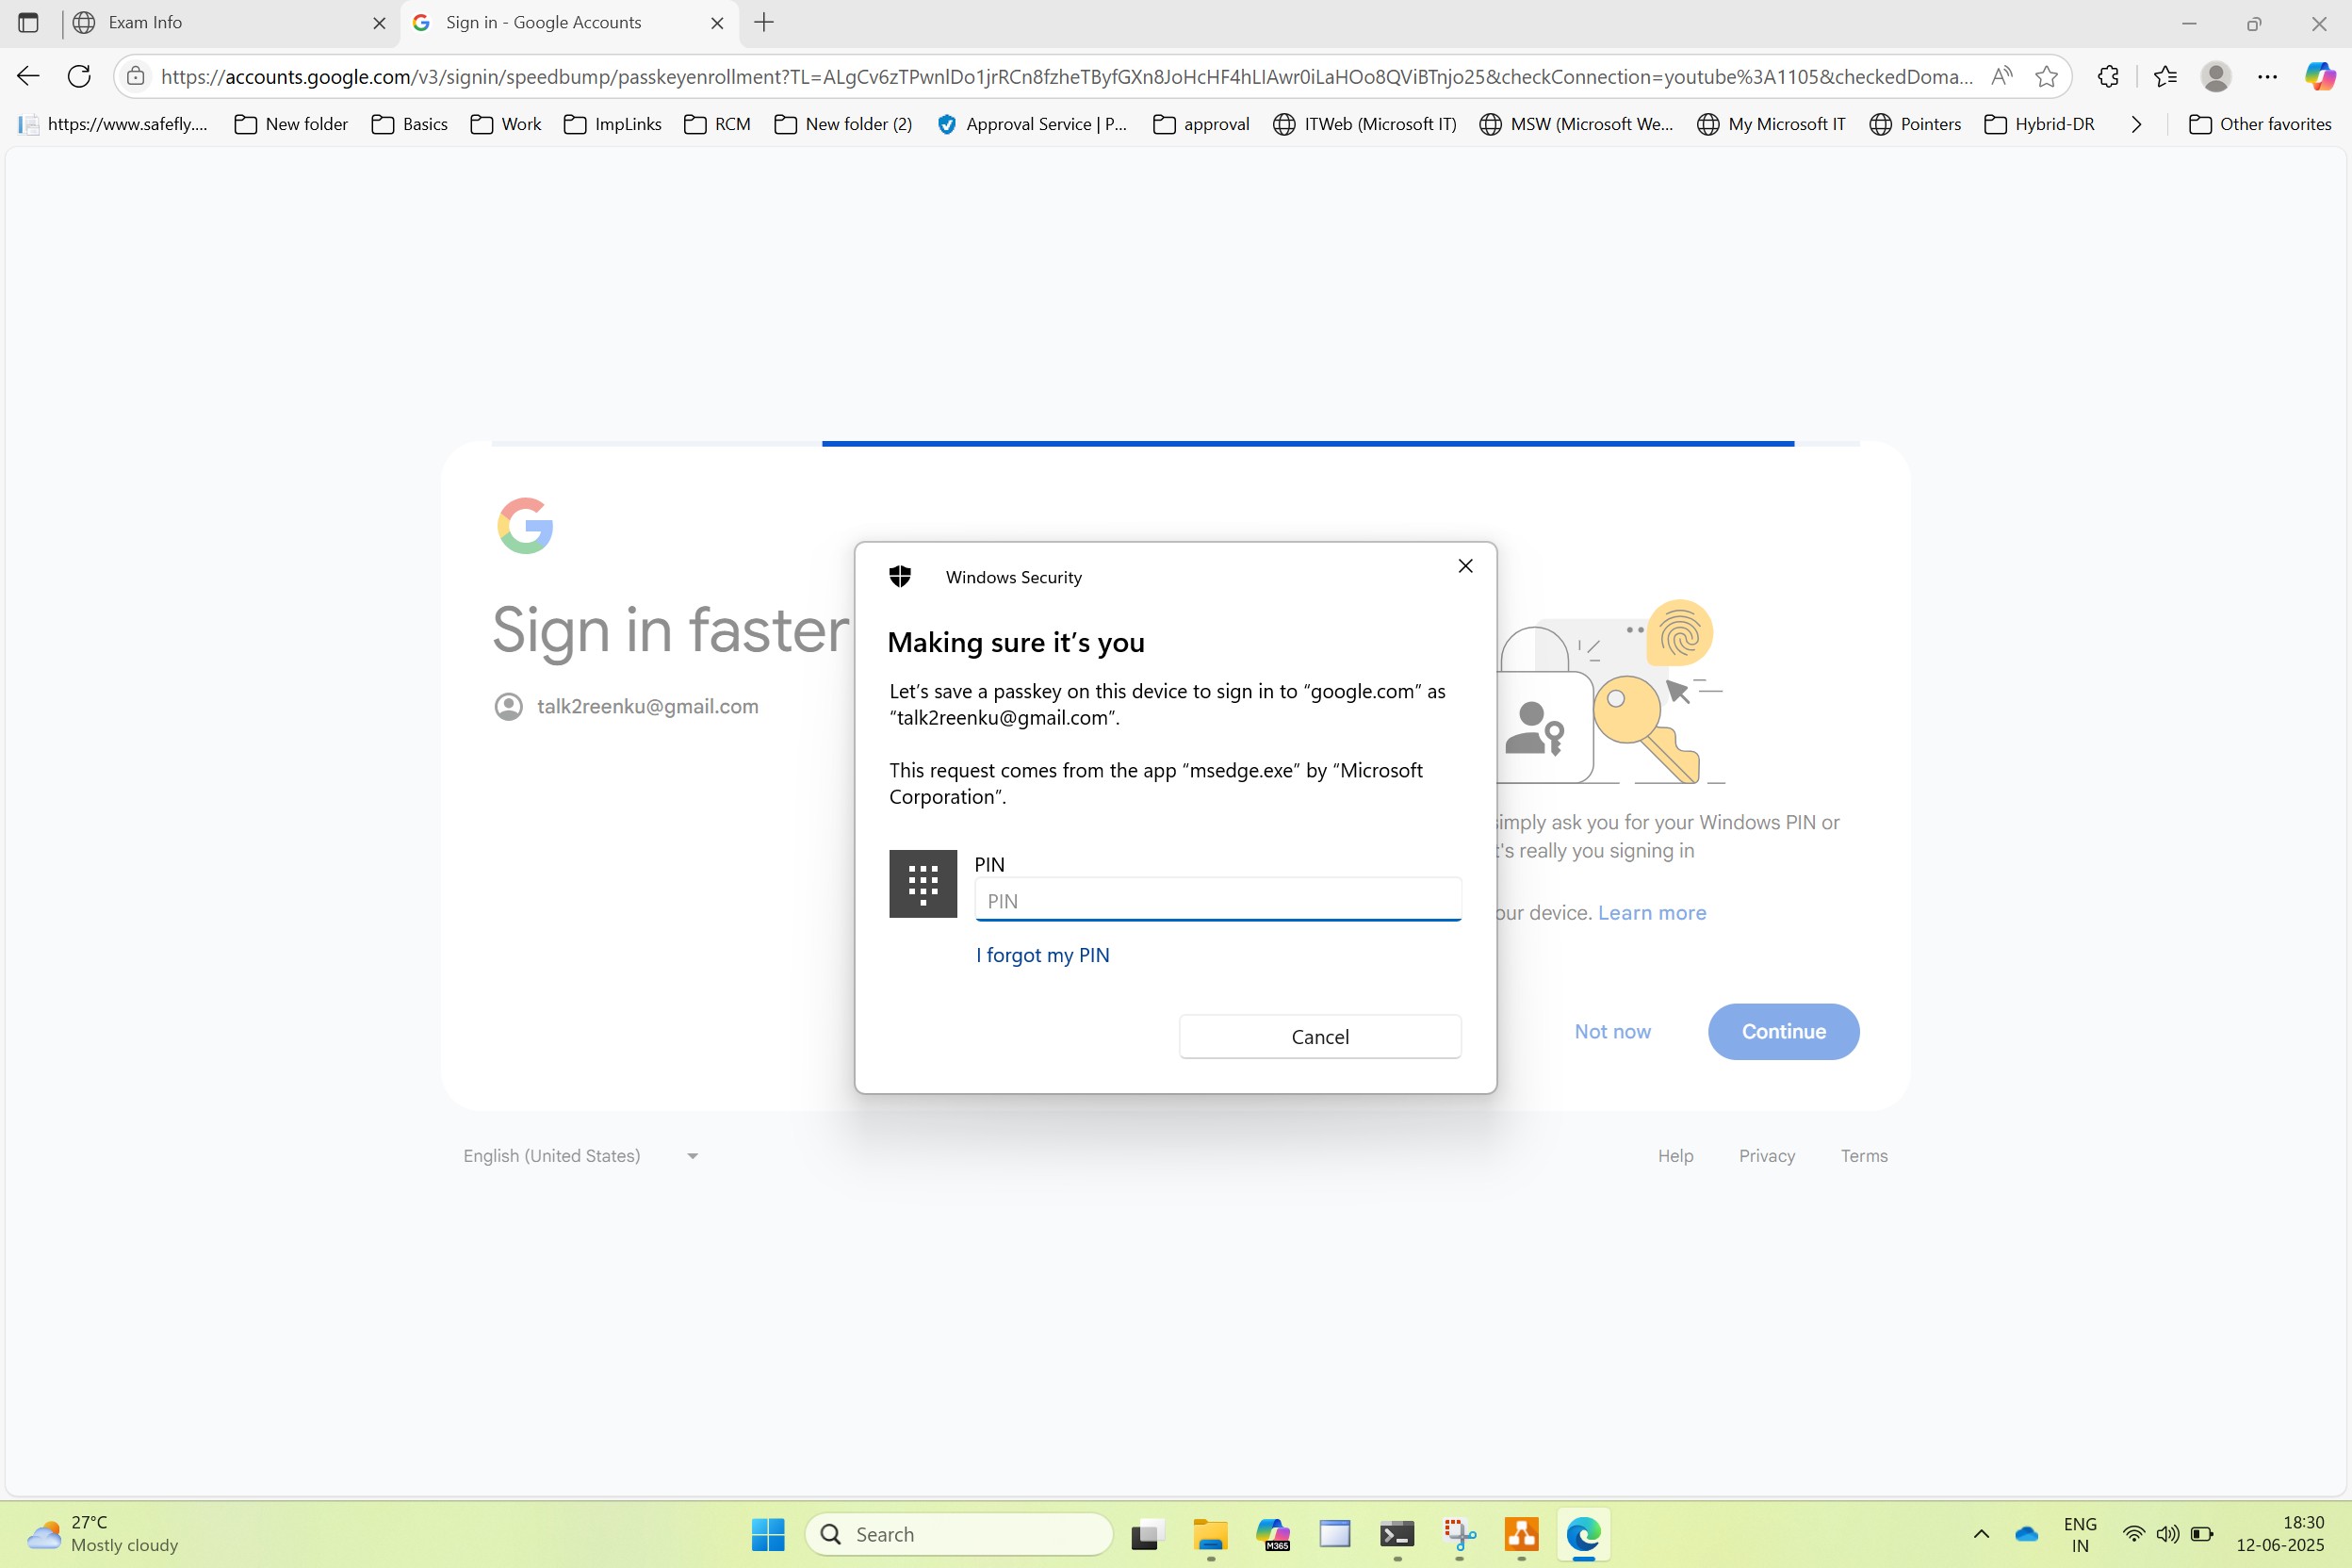 Exam Info
Sign in - Google Accounts
https://accounts.google.com/v3/signin/speedbump/passkeyenrollment?TL=ALgCv6zTPwnlDo1jrRCn8fzheTByfGXn8JoHcHF4hLIAwr0iLaHOo8QViBTnjo25&checkConnection=youtube%3A1105&checkedDoma...
https://www.safefly.... New folder Basics Work ImpLinks RCM New folder (2) Approval Service | P... approval ITWeb (Microsoft IT) MSW (Microsoft We... My Microsoft IT Pointers Hybrid-DR Other favorites
Sign in faster
talk2reenku@gmail.com
Windows Security
Making sure it's you
Let's save a passkey on this device to sign in to “google.com” as
“talk2reenku@gmail.com”.
This request comes from the app “msedge.exe” by “Microsoft
Corporation”.
PIN
PIN
I forgot my PIN
Cancel
imply ask you for your Windows PIN or
t's really you signing in
our device. Learn more
Not now Continue
English (United States)
Help Privacy Terms
27°C
Mostly cloudy
Search
M365
ENG
IN
18:30
12-06-2025